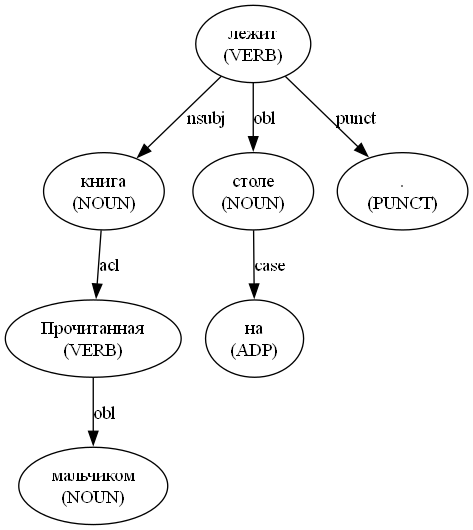 лежит
(VERB)
nsubj
obl
punct
книга
(NOUN)
столе
(NOUN)
.
(PUNCT)
acl
case
Прочитанная
(VERB)
на
(ADP)
obl
мальчиком
(NOUN)